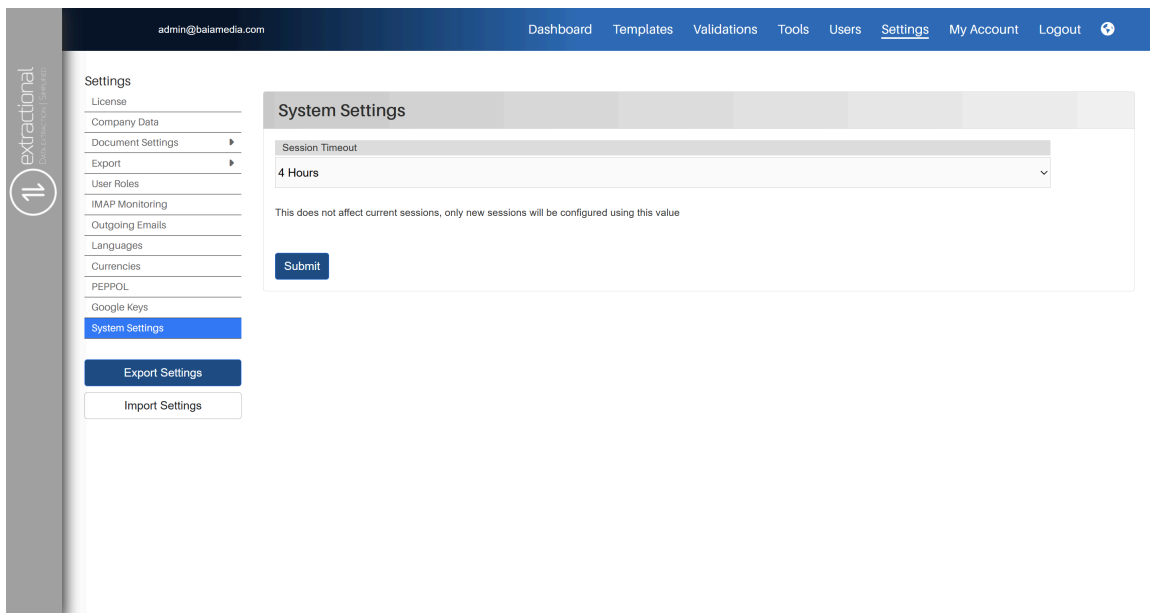 admin@baiamedia.com
Dashboard Templates Validations Tools Users Settings My Account Logout
extractional
DATA EXTRACTION | SIMPLIFIED
Settings
License
Company Data
Document Settings
Export
User Roles
IMAP Monitoring
Outgoing Emails
Languages
Currencies
PEPPOL
Google Keys
System Settings
Export Settings
Import Settings
System Settings
Session Timeout
4 Hours
This does not affect current sessions, only new sessions will be configured using this value
Submit